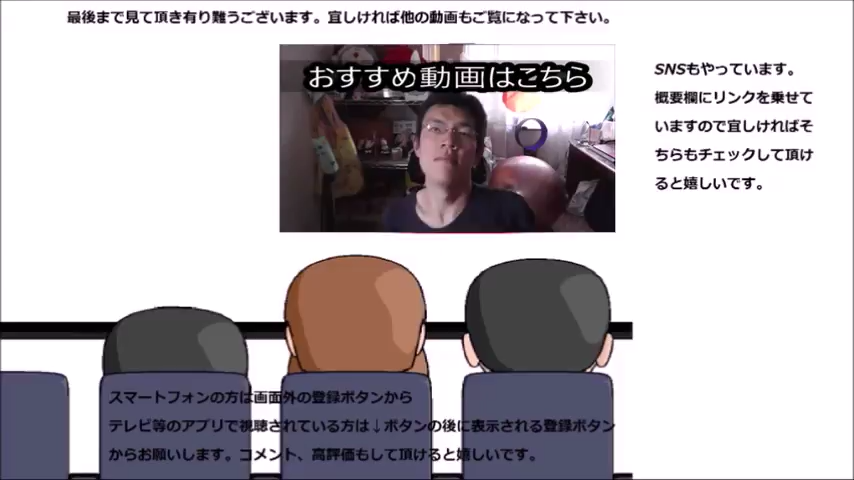 最後まで見て頂き有り難うございます。宜しければ他の動画もご覧になって下さい。
おすすめ動画はこちら
SNSもやっています。
概要欄にリンクを乗せて
いますので宜しければそ
ちらもチェックして頂け
ると嬉しいです。
スマートフォンの方は画面外の登録ボタンから
テレビ等のアプリで視聴されている方は↓ボタンの後に表示される登録ボタン
からお願いします。コメント、高評価もして頂けると嬉しいです。